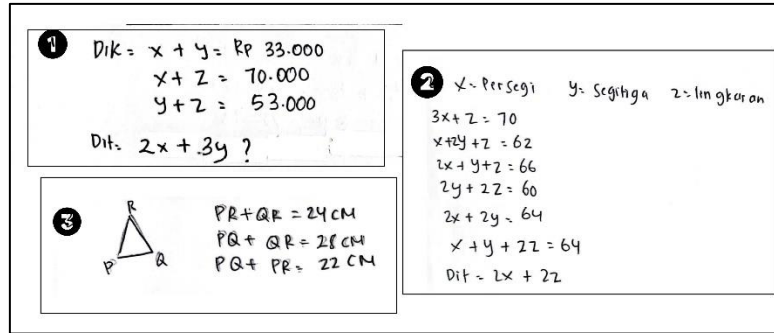 1
Dik = x + y = Rp 33.000
x + z = 70.000
y + z = 53.000
Dit = 2x + 3y ?
2
x = Persegi y = Segitiga z = lingkaran
3x + z = 70
x + 2y + z = 62
2x + y + z = 66
2y + 2z = 60
2x + 2y = 64
x + y + 2z = 64
Dit = 2x + 2z
3
R
P Q
PR + QR = 24 CM
PQ + QR = 28 CM
PQ + PR = 22 CM